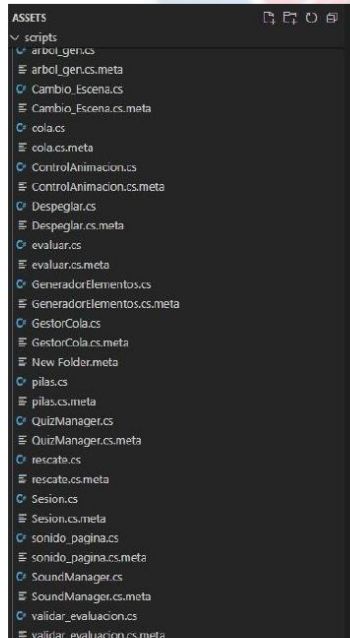 ASSETS
scripts
arbol_gen.cs
arbol_gen.cs.meta
Cambio_Escena.cs
Cambio_Escena.cs.meta
cola.cs
cola.cs.meta
ControlAnimacion.cs
ControlAnimacion.cs.meta
Despeglar.cs
Despeglar.cs.meta
evaluar.cs
evaluar.cs.meta
GeneradorElementos.cs
GeneradorElementos.cs.meta
GestorCola.cs
GestorCola.cs.meta
New Folder.meta
pilas.cs
pilas.cs.meta
QuizManager.cs
QuizManager.cs.meta
rescate.cs
rescate.cs.meta
Sesion.cs
Sesion.cs.meta
sonido_pagina.cs
sonido_pagina.cs.meta
SoundManager.cs
SoundManager.cs.meta
validar_evaluacion.cs
validar_evaluacion.cs.meta